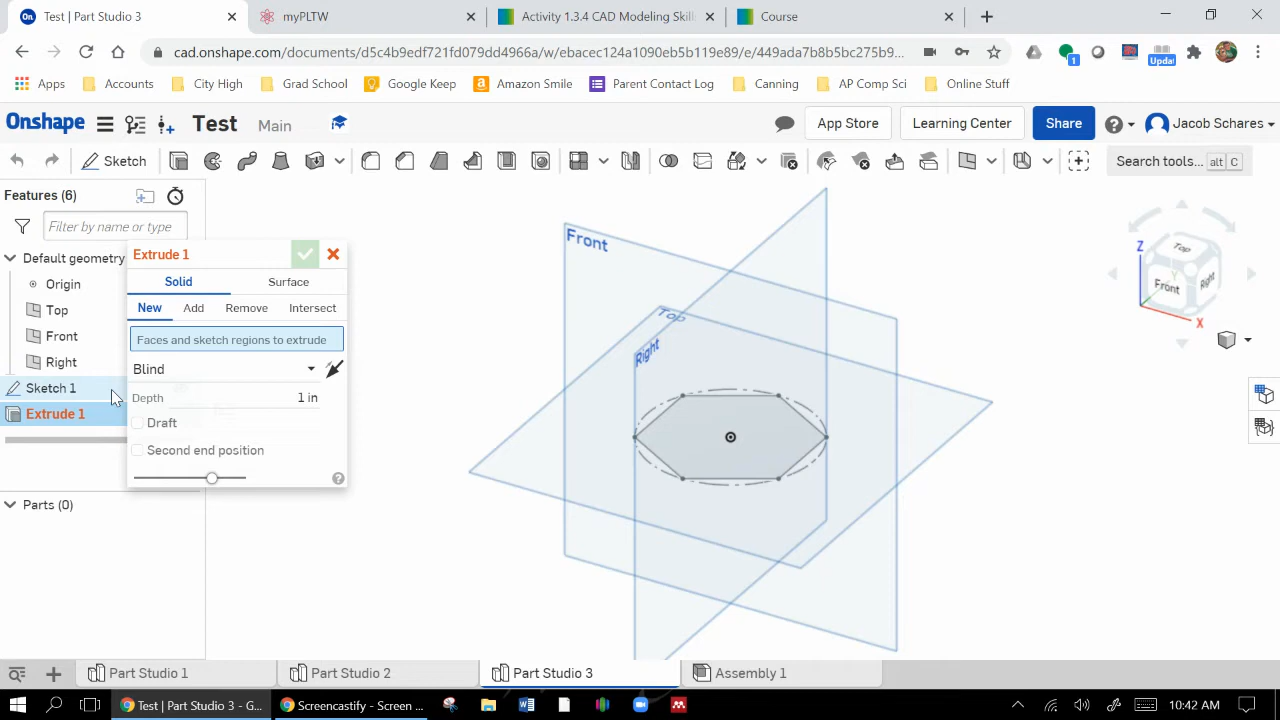 Test | Part Studio 3
myPLTW
Activity 1.3.4 CAD Modeling Skill
Course
cad.onshape.com/documents/d5c4b9edf721fd079dd4966a/w/ebacec124a1090eb5b119e89/e/449ada7b8b5bc275b9...
1
Updat
Apps
Accounts
City High
Grad School
Google Keep
Amazon Smile
Parent Contact Log
Canning
AP Comp Sci
Online Stuff
Onshape
Test
Main
App Store
Learning Center
Share
Jacob Schares
Sketch
Search tools...
alt
C
Features (6)
Filter by name or type
Default geometry
Origin
Top
Front
Right
Sketch 1
Extrude 1
Parts (0)
Extrude 1
Solid
Surface
New
Add
Remove
Intersect
Faces and sketch regions to extrude
Blind
Depth
1 in
Draft
Second end position
Front
Top
Right
Z
Top
Y
Front
Right
X
Part Studio 1
Part Studio 2
Part Studio 3
Assembly 1
Test | Part Studio 3 - G...
Screencastify - Screen ...
10:42 AM